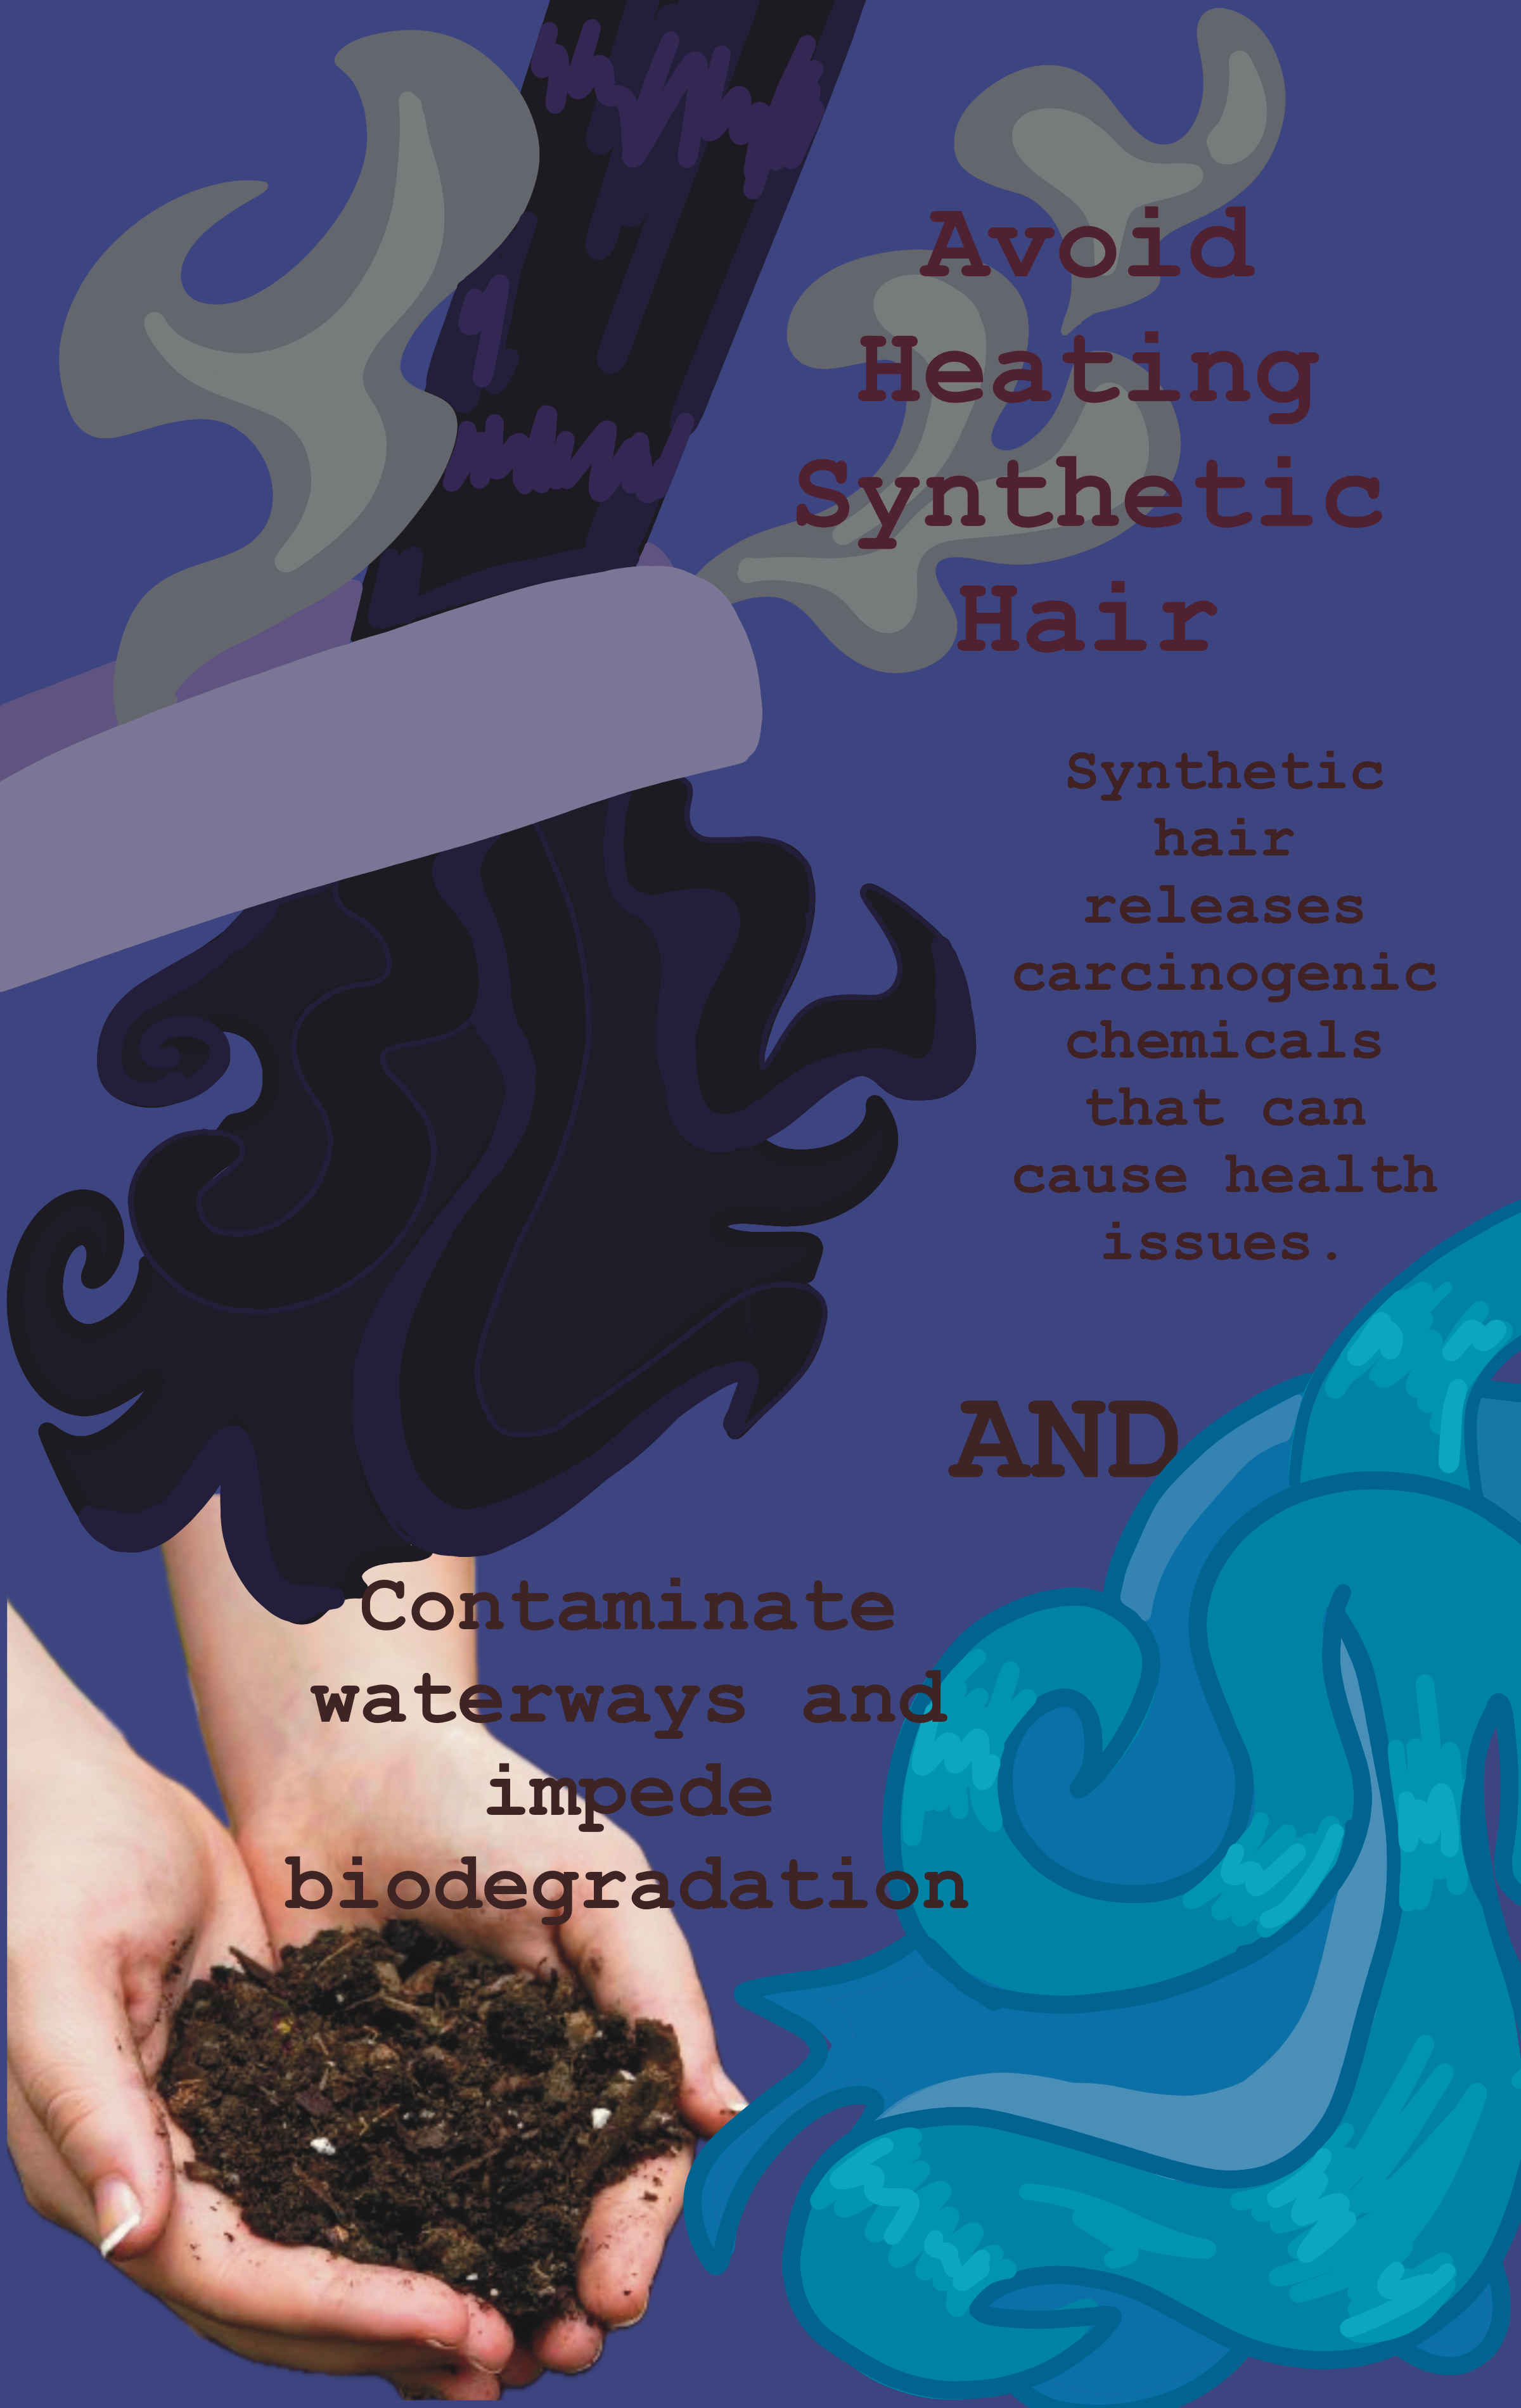 Avoid
Heating
Synthetic
Hair
Synthetic
hair
releases
carcinogenic
chemicals
that can
cause health
issues.
AND
Contaminate
waterways and
impede
biodegradation